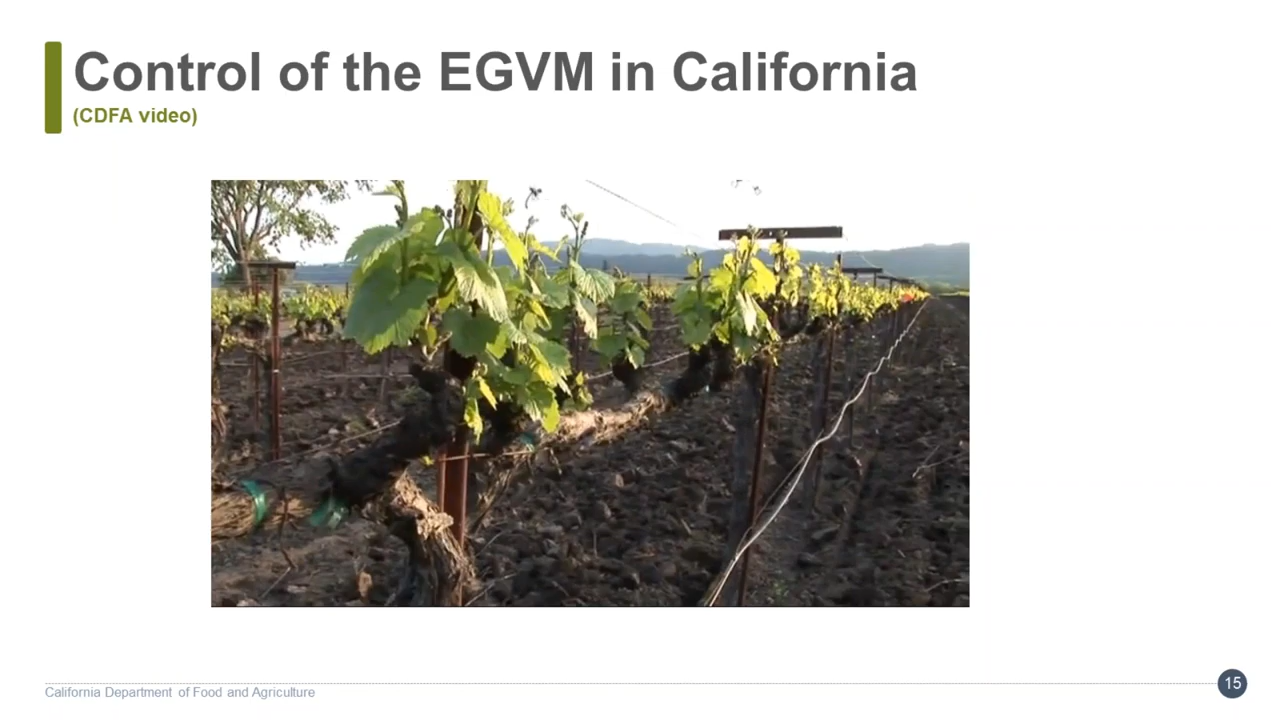 Control of the EGVM in California
(CDFA video)
California Department of Food and Agriculture
15